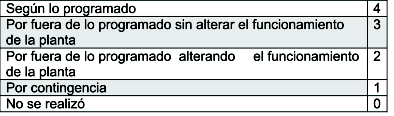 Según lo programado 4
Por fuera de lo programado sin alterar el funcionamiento 3
de la planta
Por fuera de lo programado alterando el funcionamiento 2
de la planta
Por contingencia 1
No se realizó 0